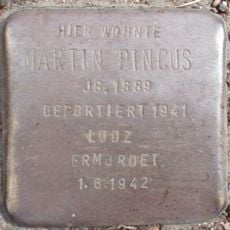 HIER WOHNTE
MARTIN PINCUS
JG. 1889
DEPORTIERT 1941
LODZ
ERMORDET
1.6.1942